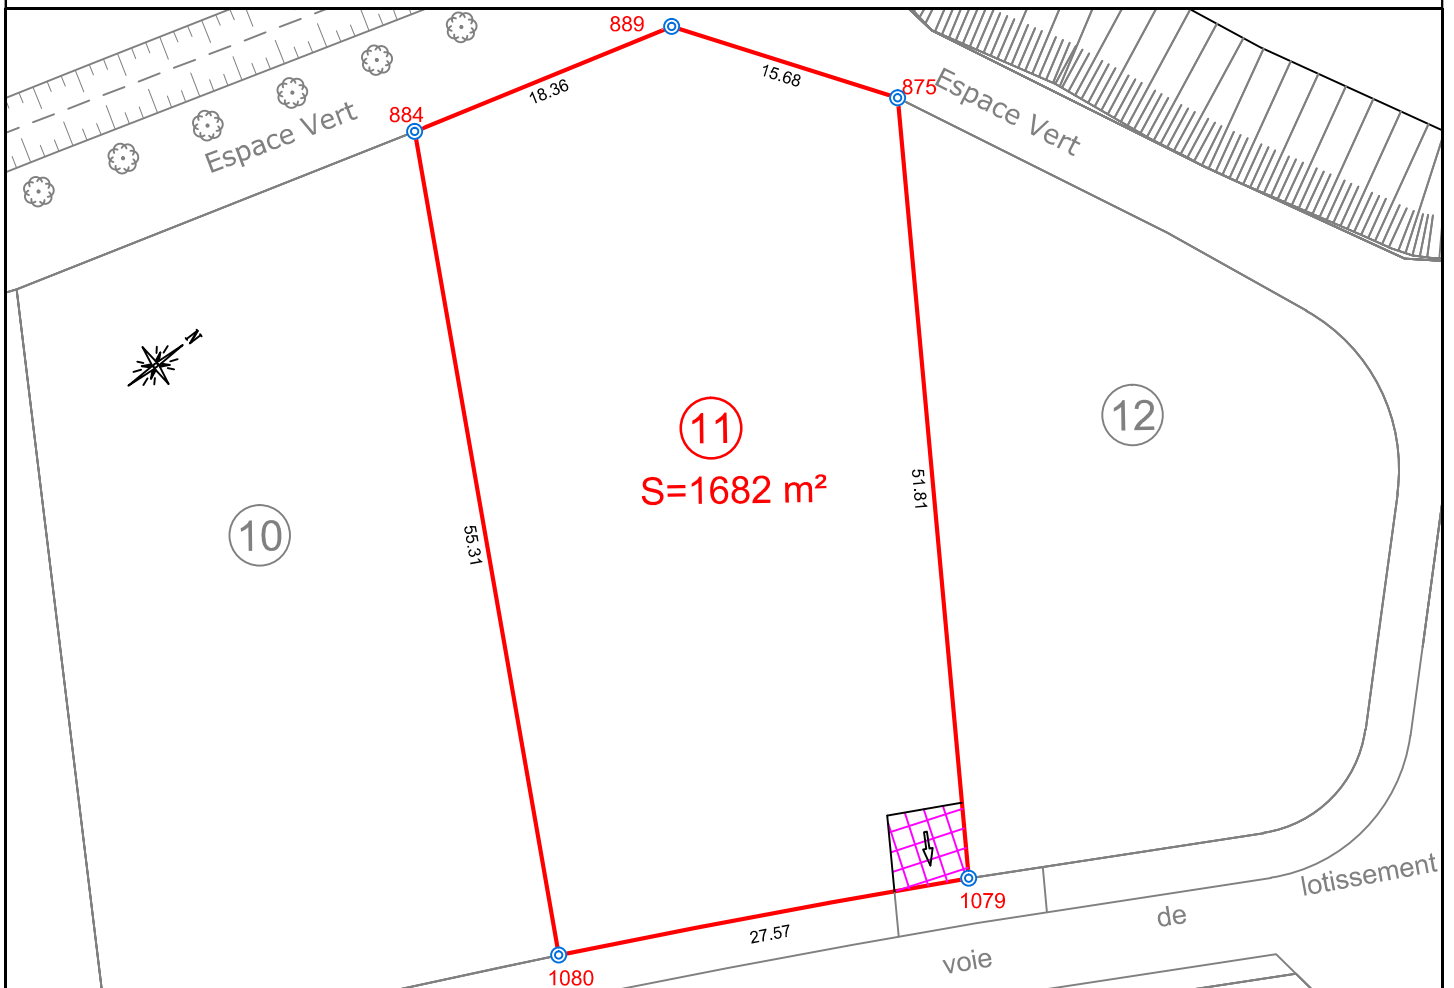 889
15.68
875
18.36
884
Espace Vert
Espace Vert
N
11
S=1682 m²
12
10
51.81
55.31
1079
lotissement
de
27.57
voie
1080